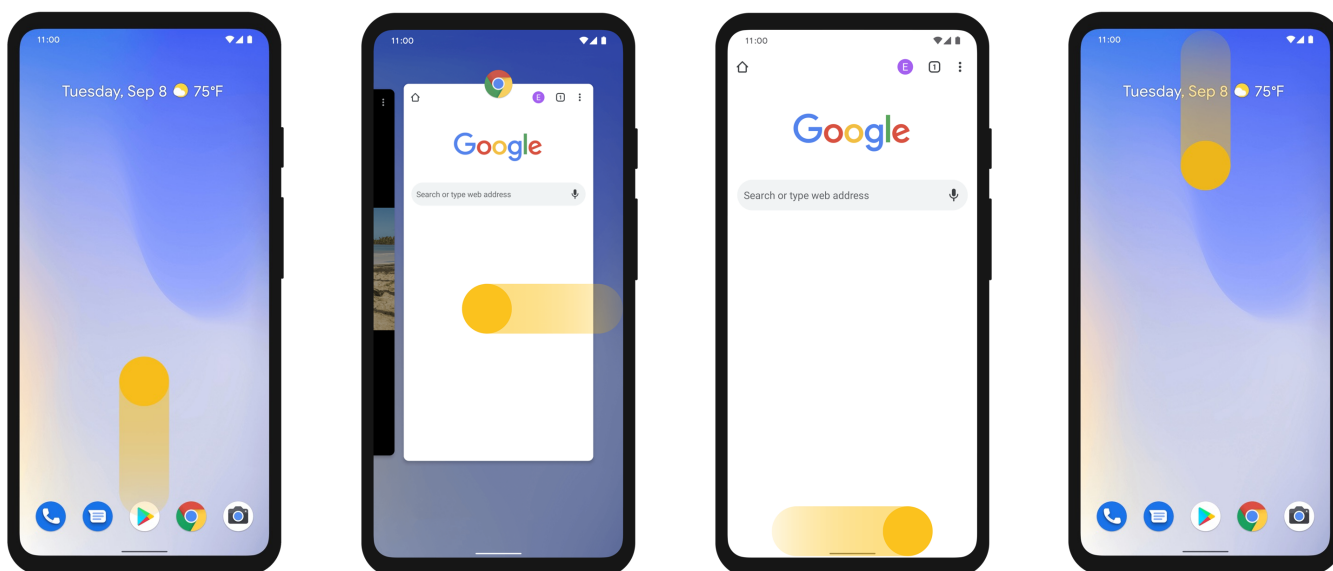 11:00
Tuesday, Sep 8 75°F
11:00
E 1
Google
Search or type web address
11:00
E 1
Google
Search or type web address
11:00
Tuesday, Sep 8 75°F